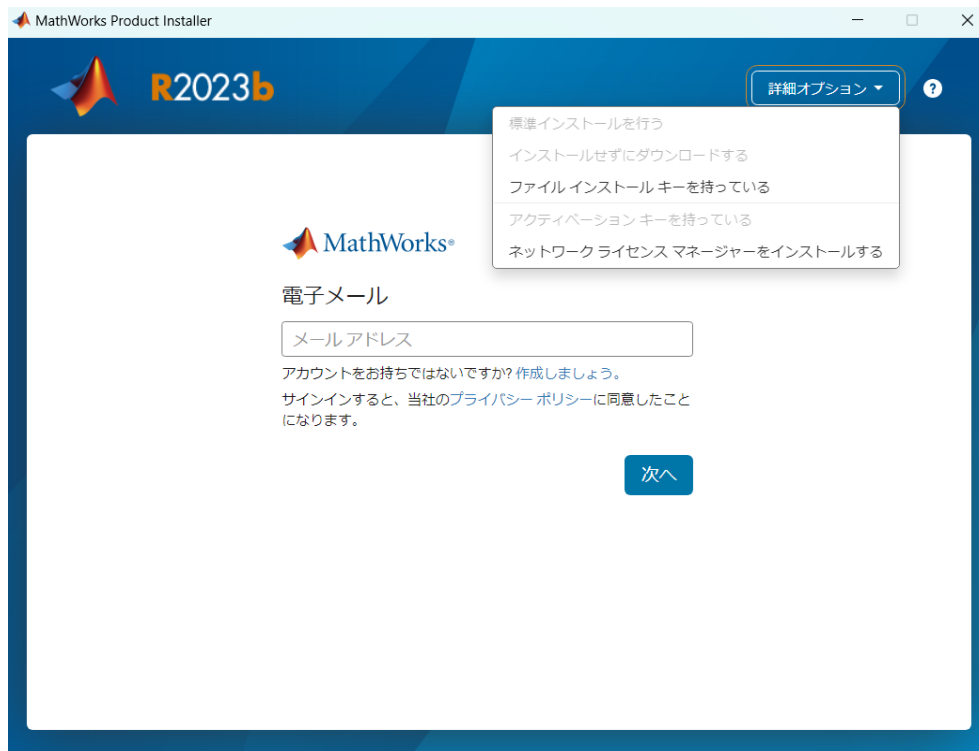 MathWorks Product Installer
R2023b
詳細オプション
?
標準インストールを行う
インストールせずにダウンロードする
ファイル インストール キーを持っている
アクティベーション キーを持っている
ネットワーク ライセンス マネージャーをインストールする
MathWorks®
電子メール
メール アドレス
アカウントをお持ちではないですか? 作成しましょう。
サインインすると、当社のプライバシー ポリシーに同意したこと
になります。
次へ